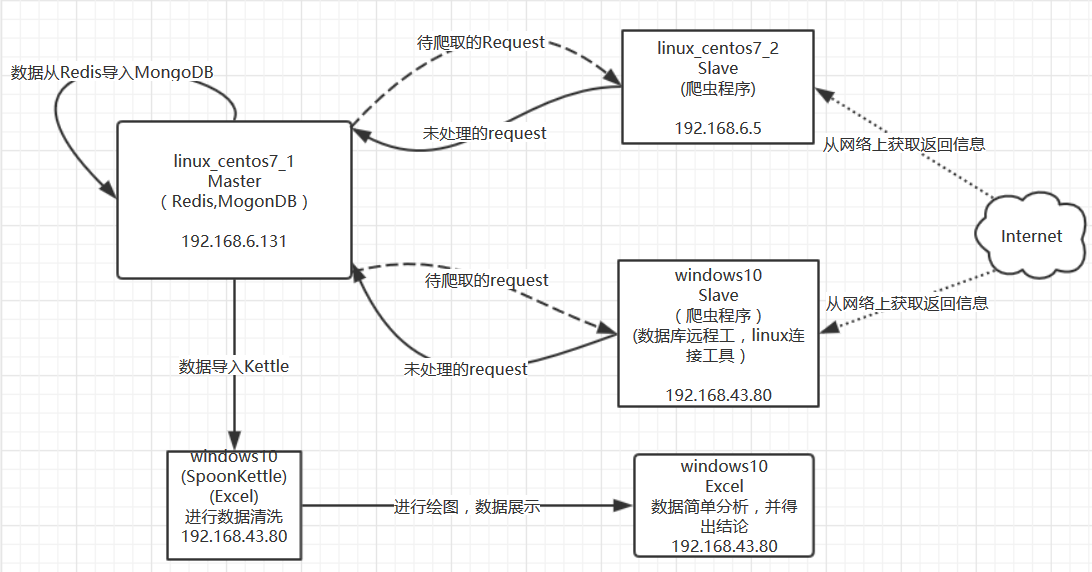 待爬取的Request
linux_centos7_2
Slave
(爬虫程序)
192.168.6.5
数据从Redis导入MongoDB
未处理的request
从网络上获取返回信息
linux_centos7_1
Master
（ Redis,MogonDB ）
192.168.6.131
Internet
待爬取的request
windows10
Slave
（ 爬虫程序 ）
(数据库远程工，linux连
接工具 ）
192.168.43.80
从网络上获取返回信息
未处理的request
数据导入Kettle
windows10
(SpoonKettle)
(Excel)
进行数据清洗
192.168.43.80
进行绘图，数据展示
windows10
Excel
数据简单分析，并得
出结论
192.168.43.80